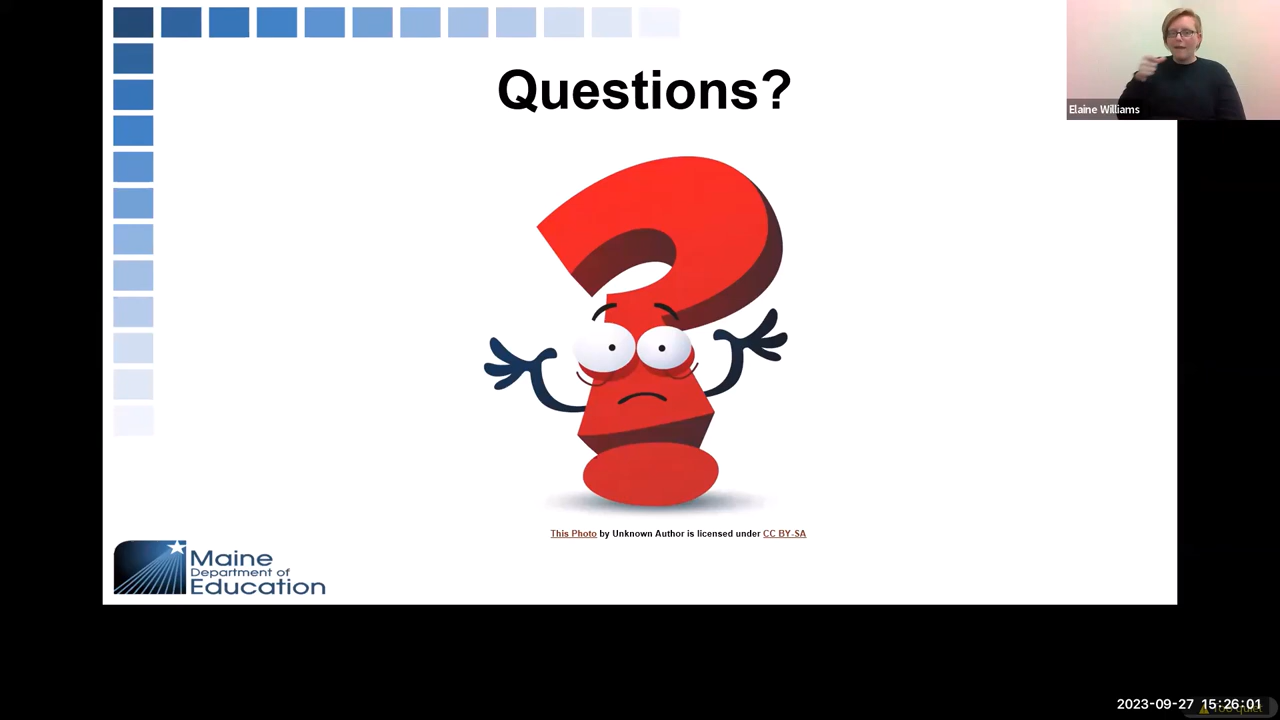 Questions?
Elaine Williams
This Photo by Unknown Author is licensed under CC BY-SA
Maine
Department of
Education
2023-09-27 15:26:01